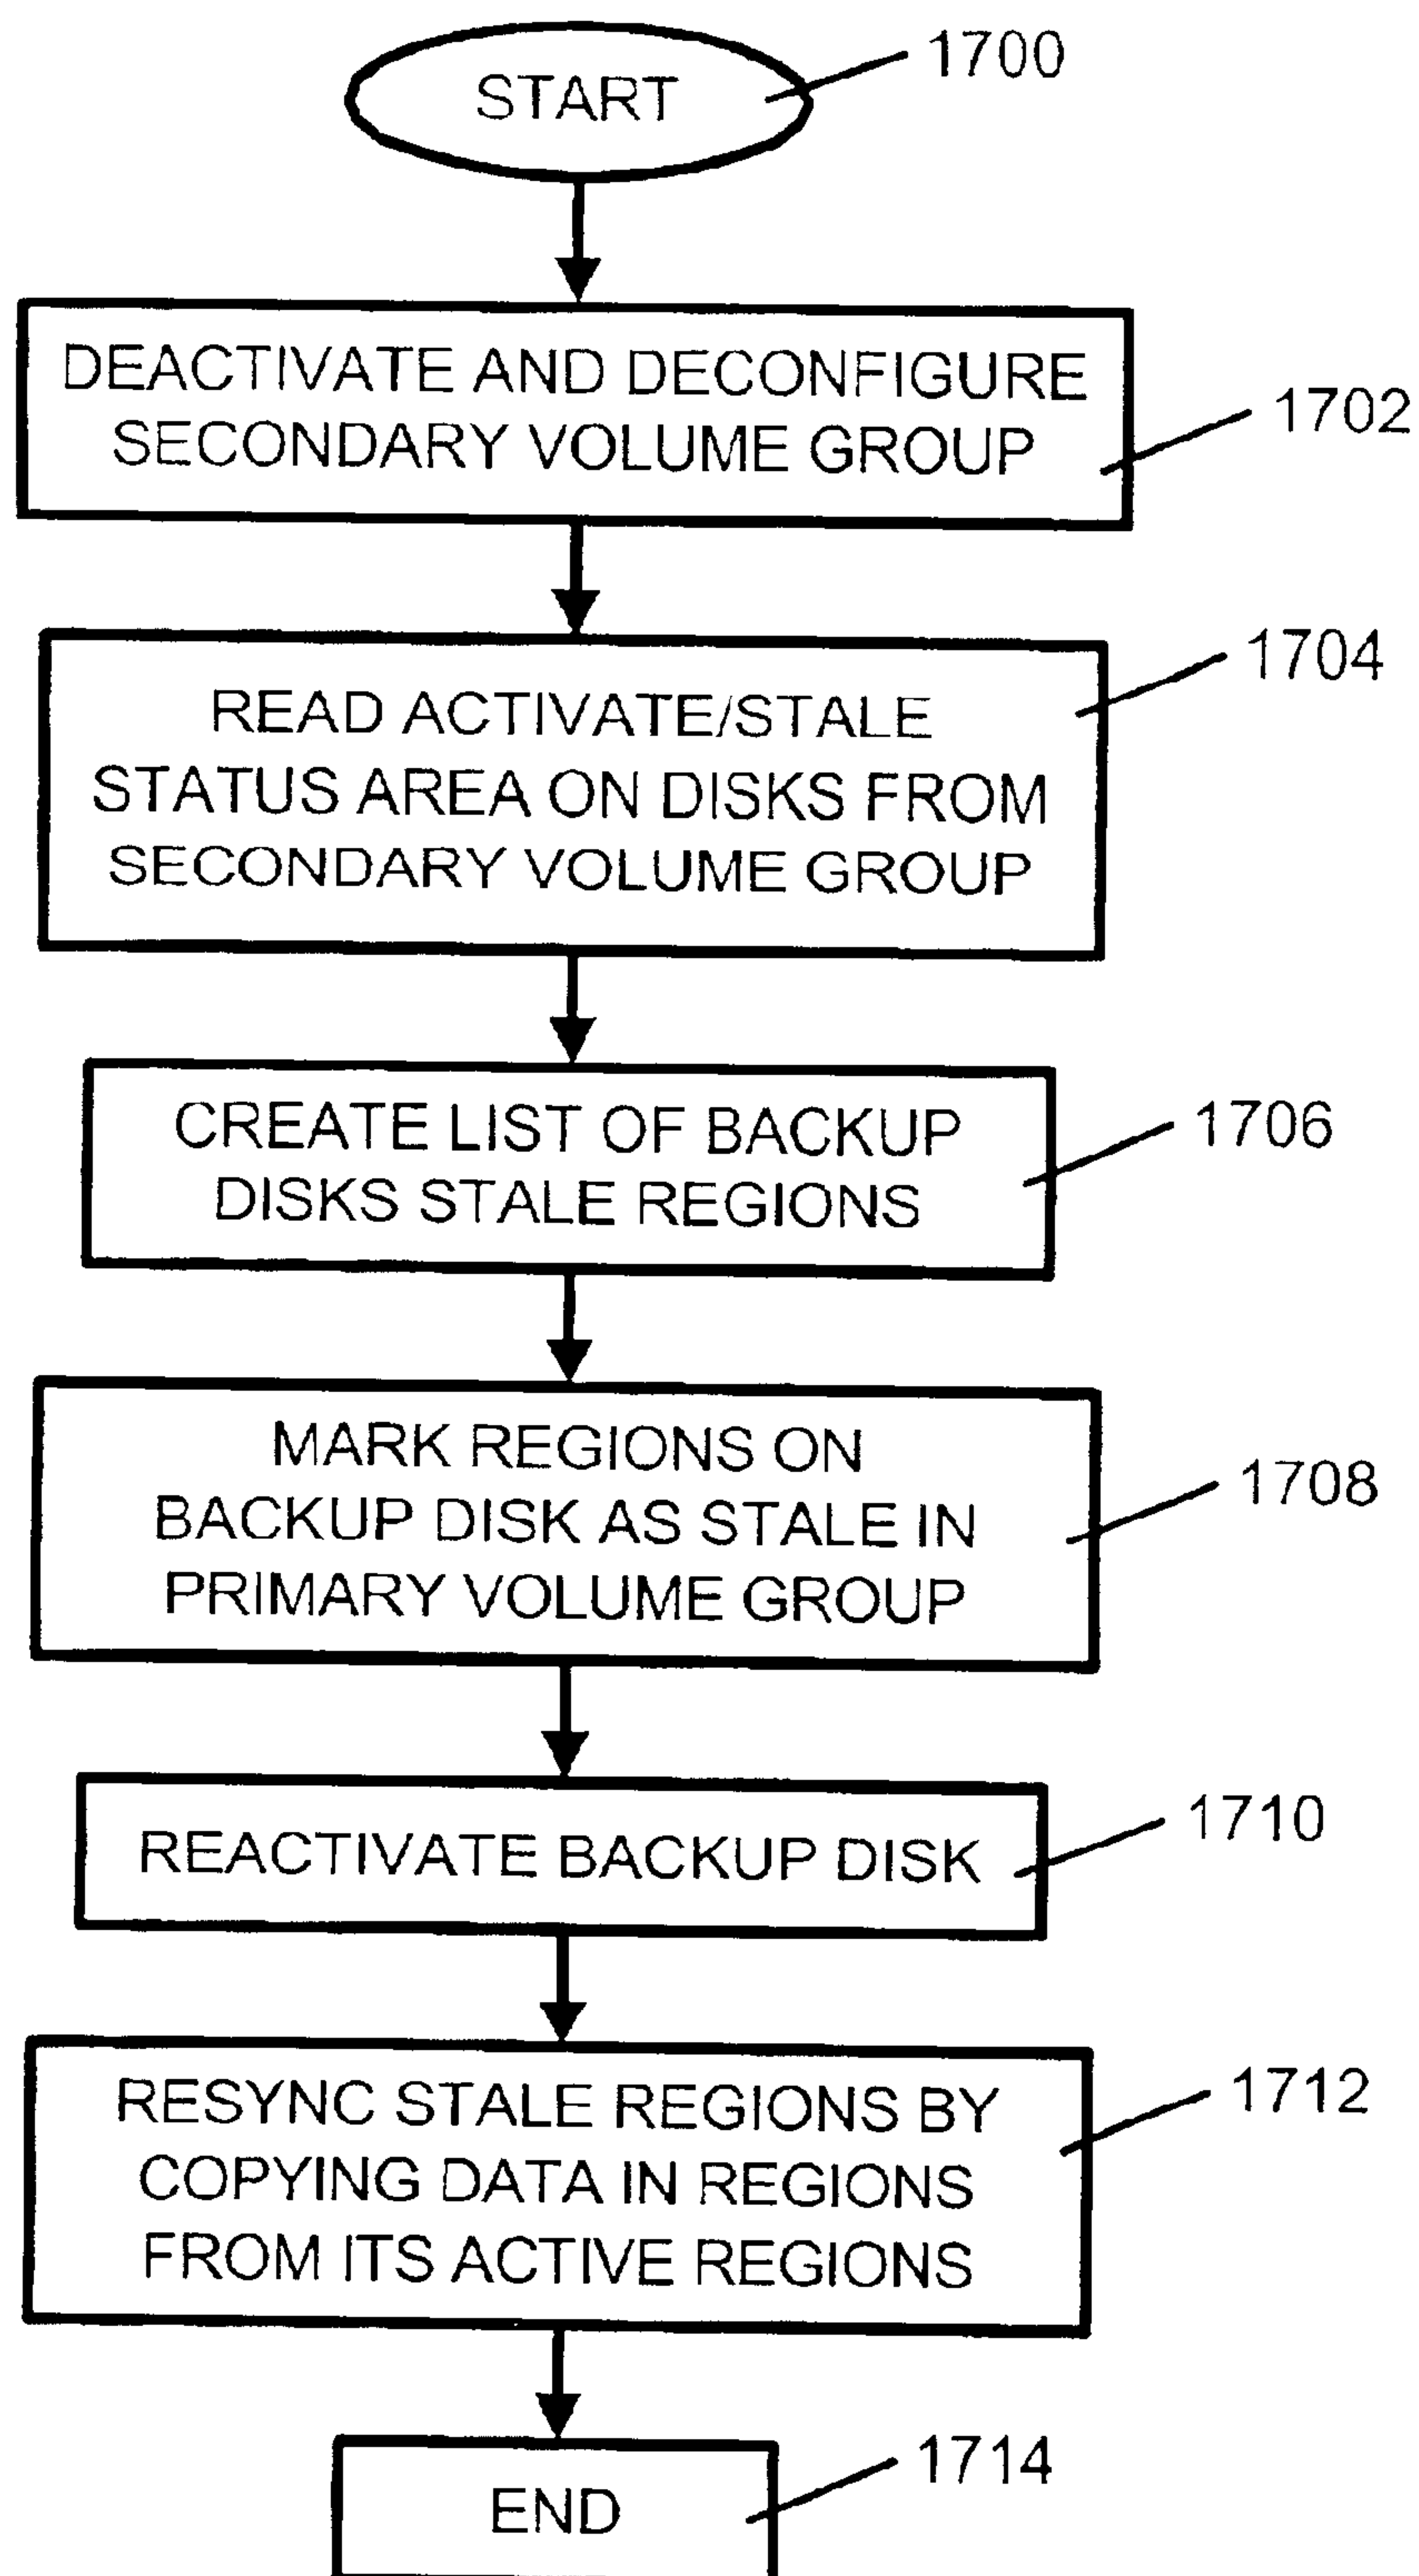 START
1700
DEACTIVATE AND DECONFIGURE
SECONDARY VOLUME GROUP
1702
READ ACTIVATE/STALE
STATUS AREA ON DISKS FROM
SECONDARY VOLUME GROUP
1704
CREATE LIST OF BACKUP
DISKS STALE REGIONS
1706
MARK REGIONS ON
BACKUP DISK AS STALE IN
PRIMARY VOLUME GROUP
1708
REACTIVATE BACKUP DISK
1710
RESYNC STALE REGIONS BY
COPYING DATA IN REGIONS
FROM ITS ACTIVE REGIONS
1712
END
1714